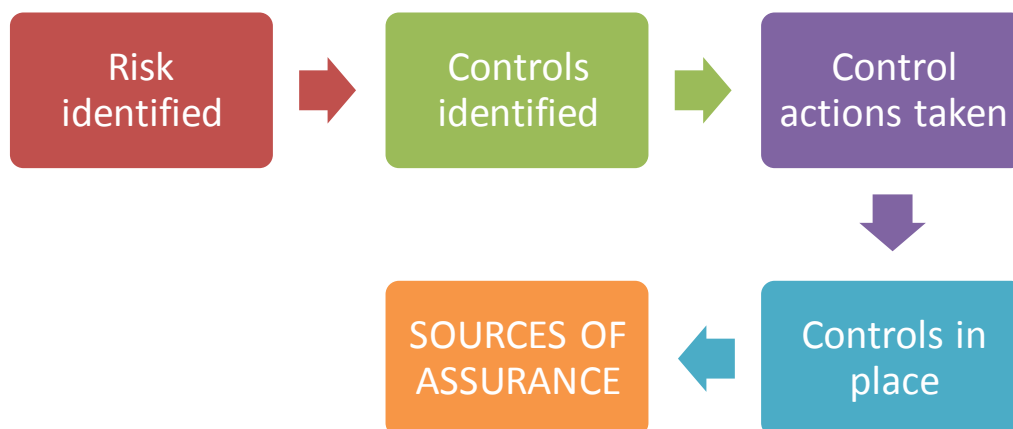 Risk
identified
Controls
identified
Control
actions taken
SOURCES OF
ASSURANCE
Controls in
place